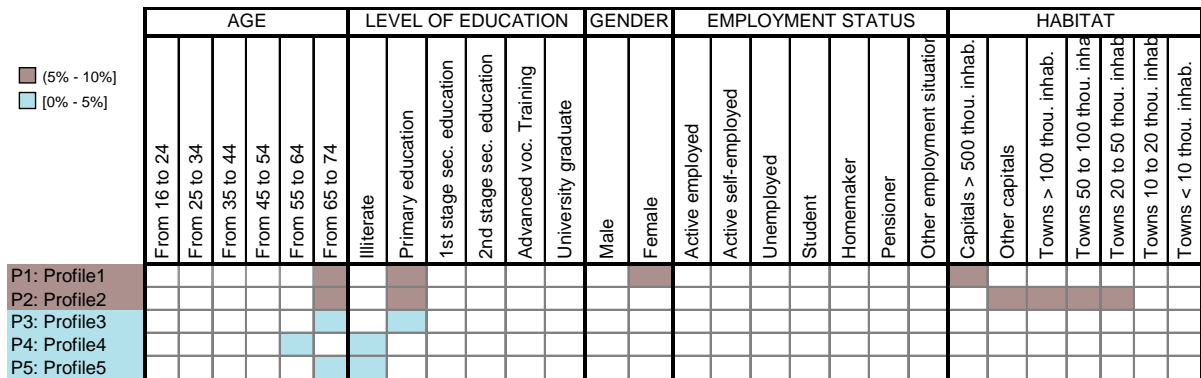 AGE LEVEL OF EDUCATION GENDER EMPLOYMENT STATUS HABITAT
(5% - 10%]
[0% - 5%]
From 16 to 24
From 25 to 34
From 35 to 44
From 45 to 54
From 55 to 64
From 65 to 74
Illiterate
Primary education
1st stage sec. education
2nd stage sec. education
Advanced voc. Training
University graduate
Male
Female
Active employed
Active self-employed
Unemployed
Student
Homemaker
Pensioner
Other employment situation
Capitals > 500 thou. inhab.
Other capitals
Towns > 100 thou. inhab.
Towns 50 to 100 thou. inha
Towns 20 to 50 thou. inhab
Towns 10 to 20 thou. inhab
Towns < 10 thou. inhab.
P1: Profile1
P2: Profile2
P3: Profile3
P4: Profile4
P5: Profile5